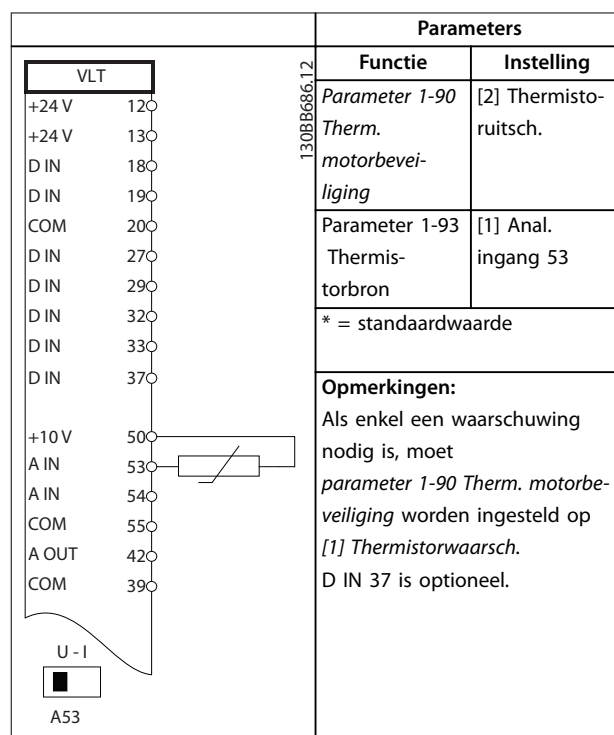 VLT
+24 V 12
+24 V 13
D IN 18
D IN 19
COM 20
D IN 27
D IN 29
D IN 32
D IN 33
D IN 37
+10 V 50
A IN 53
A IN 54
COM 55
A OUT 42
COM 39
U - I
A53
130BB686.12
Parameters
Functie Instelling
Parameter 1-90 [2] Thermisto-
Therm. ruitsch.
motorbevei-
liging
Parameter 1-93 [1] Anal.
Thermis- ingang 53
torbron
* = standaardwaarde
Opmerkingen:
Als enkel een waarschuwing
nodig is, moet
parameter 1-90 Therm. motorbe-
veiliging worden ingesteld op
[1] Thermistorwaarsch.
D IN 37 is optioneel.